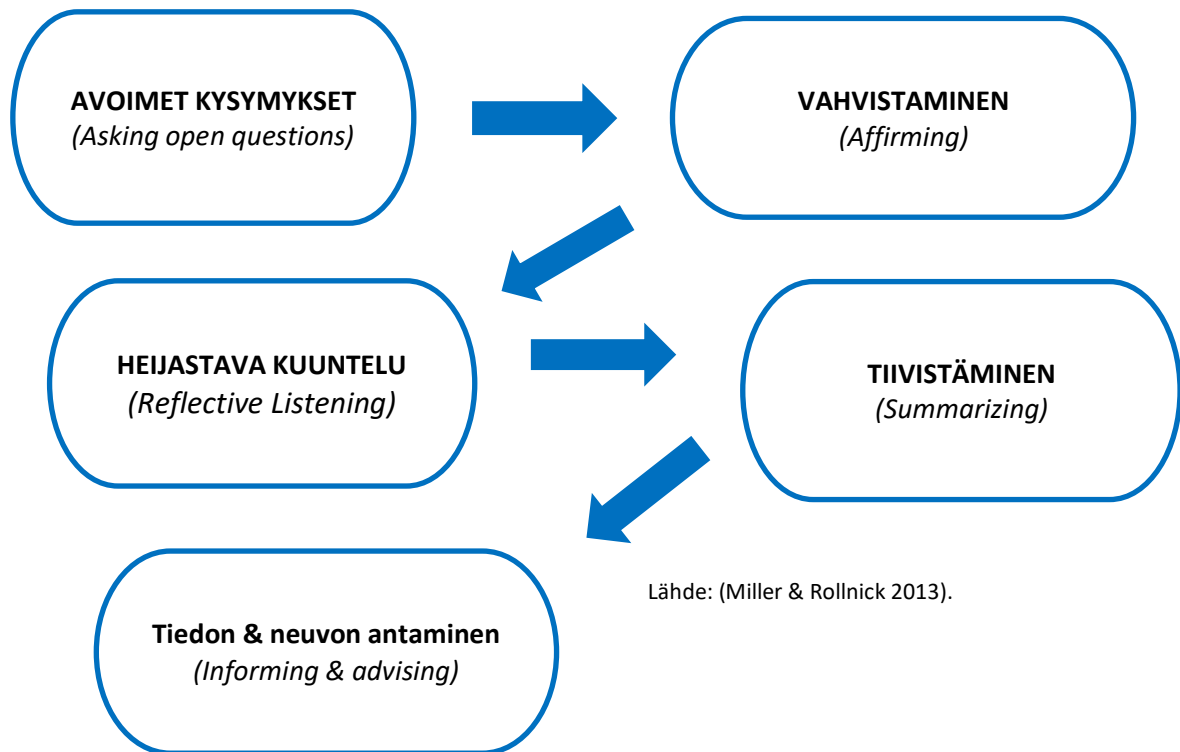 AVOIMET KYSYMYKSET
(Asking open questions)
VAHVISTAMINEN
(Affirming)
HEIJASTAVA KUUNTELU
(Reflective Listening)
TIIVISTÄMINEN
(Summarizing)
Tiedon & neuvon antaminen
(Informing & advising)
Lähde: (Miller & Rollnick 2013).